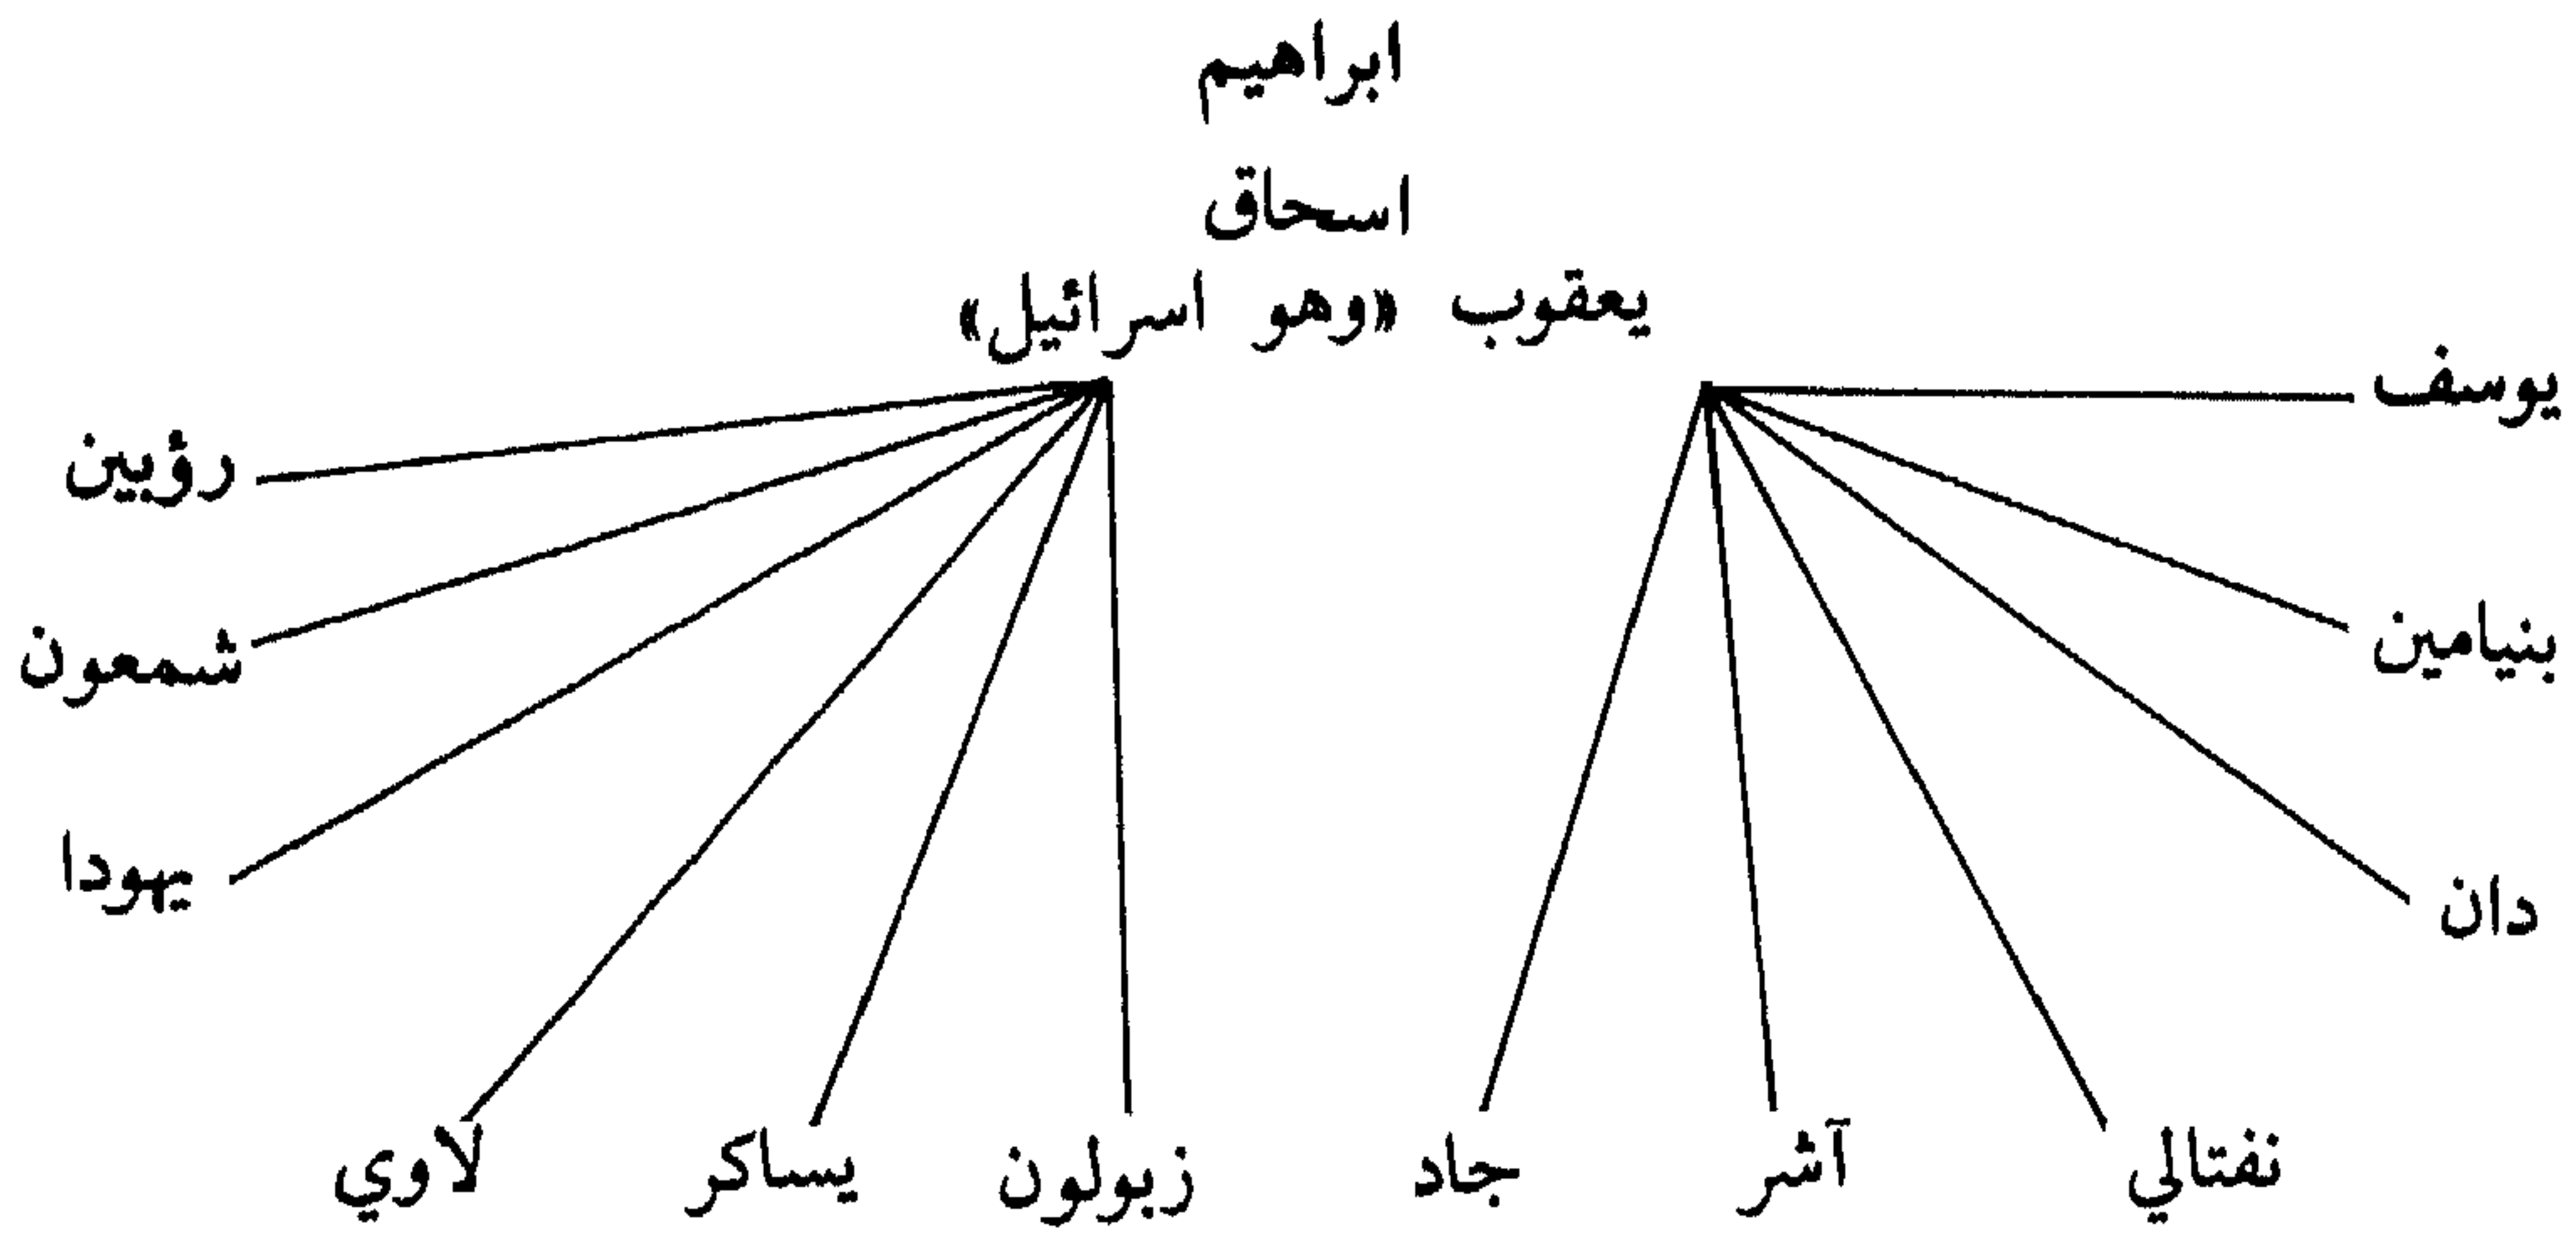 ابراهيم
اسحاق
يعقوب «وهو اسرائيل»
يوسف
بنيامين
دان
نفتالي
آشر
جاد
زبولون
يساكر
لاوي
يهودا
شمعون
رؤبين